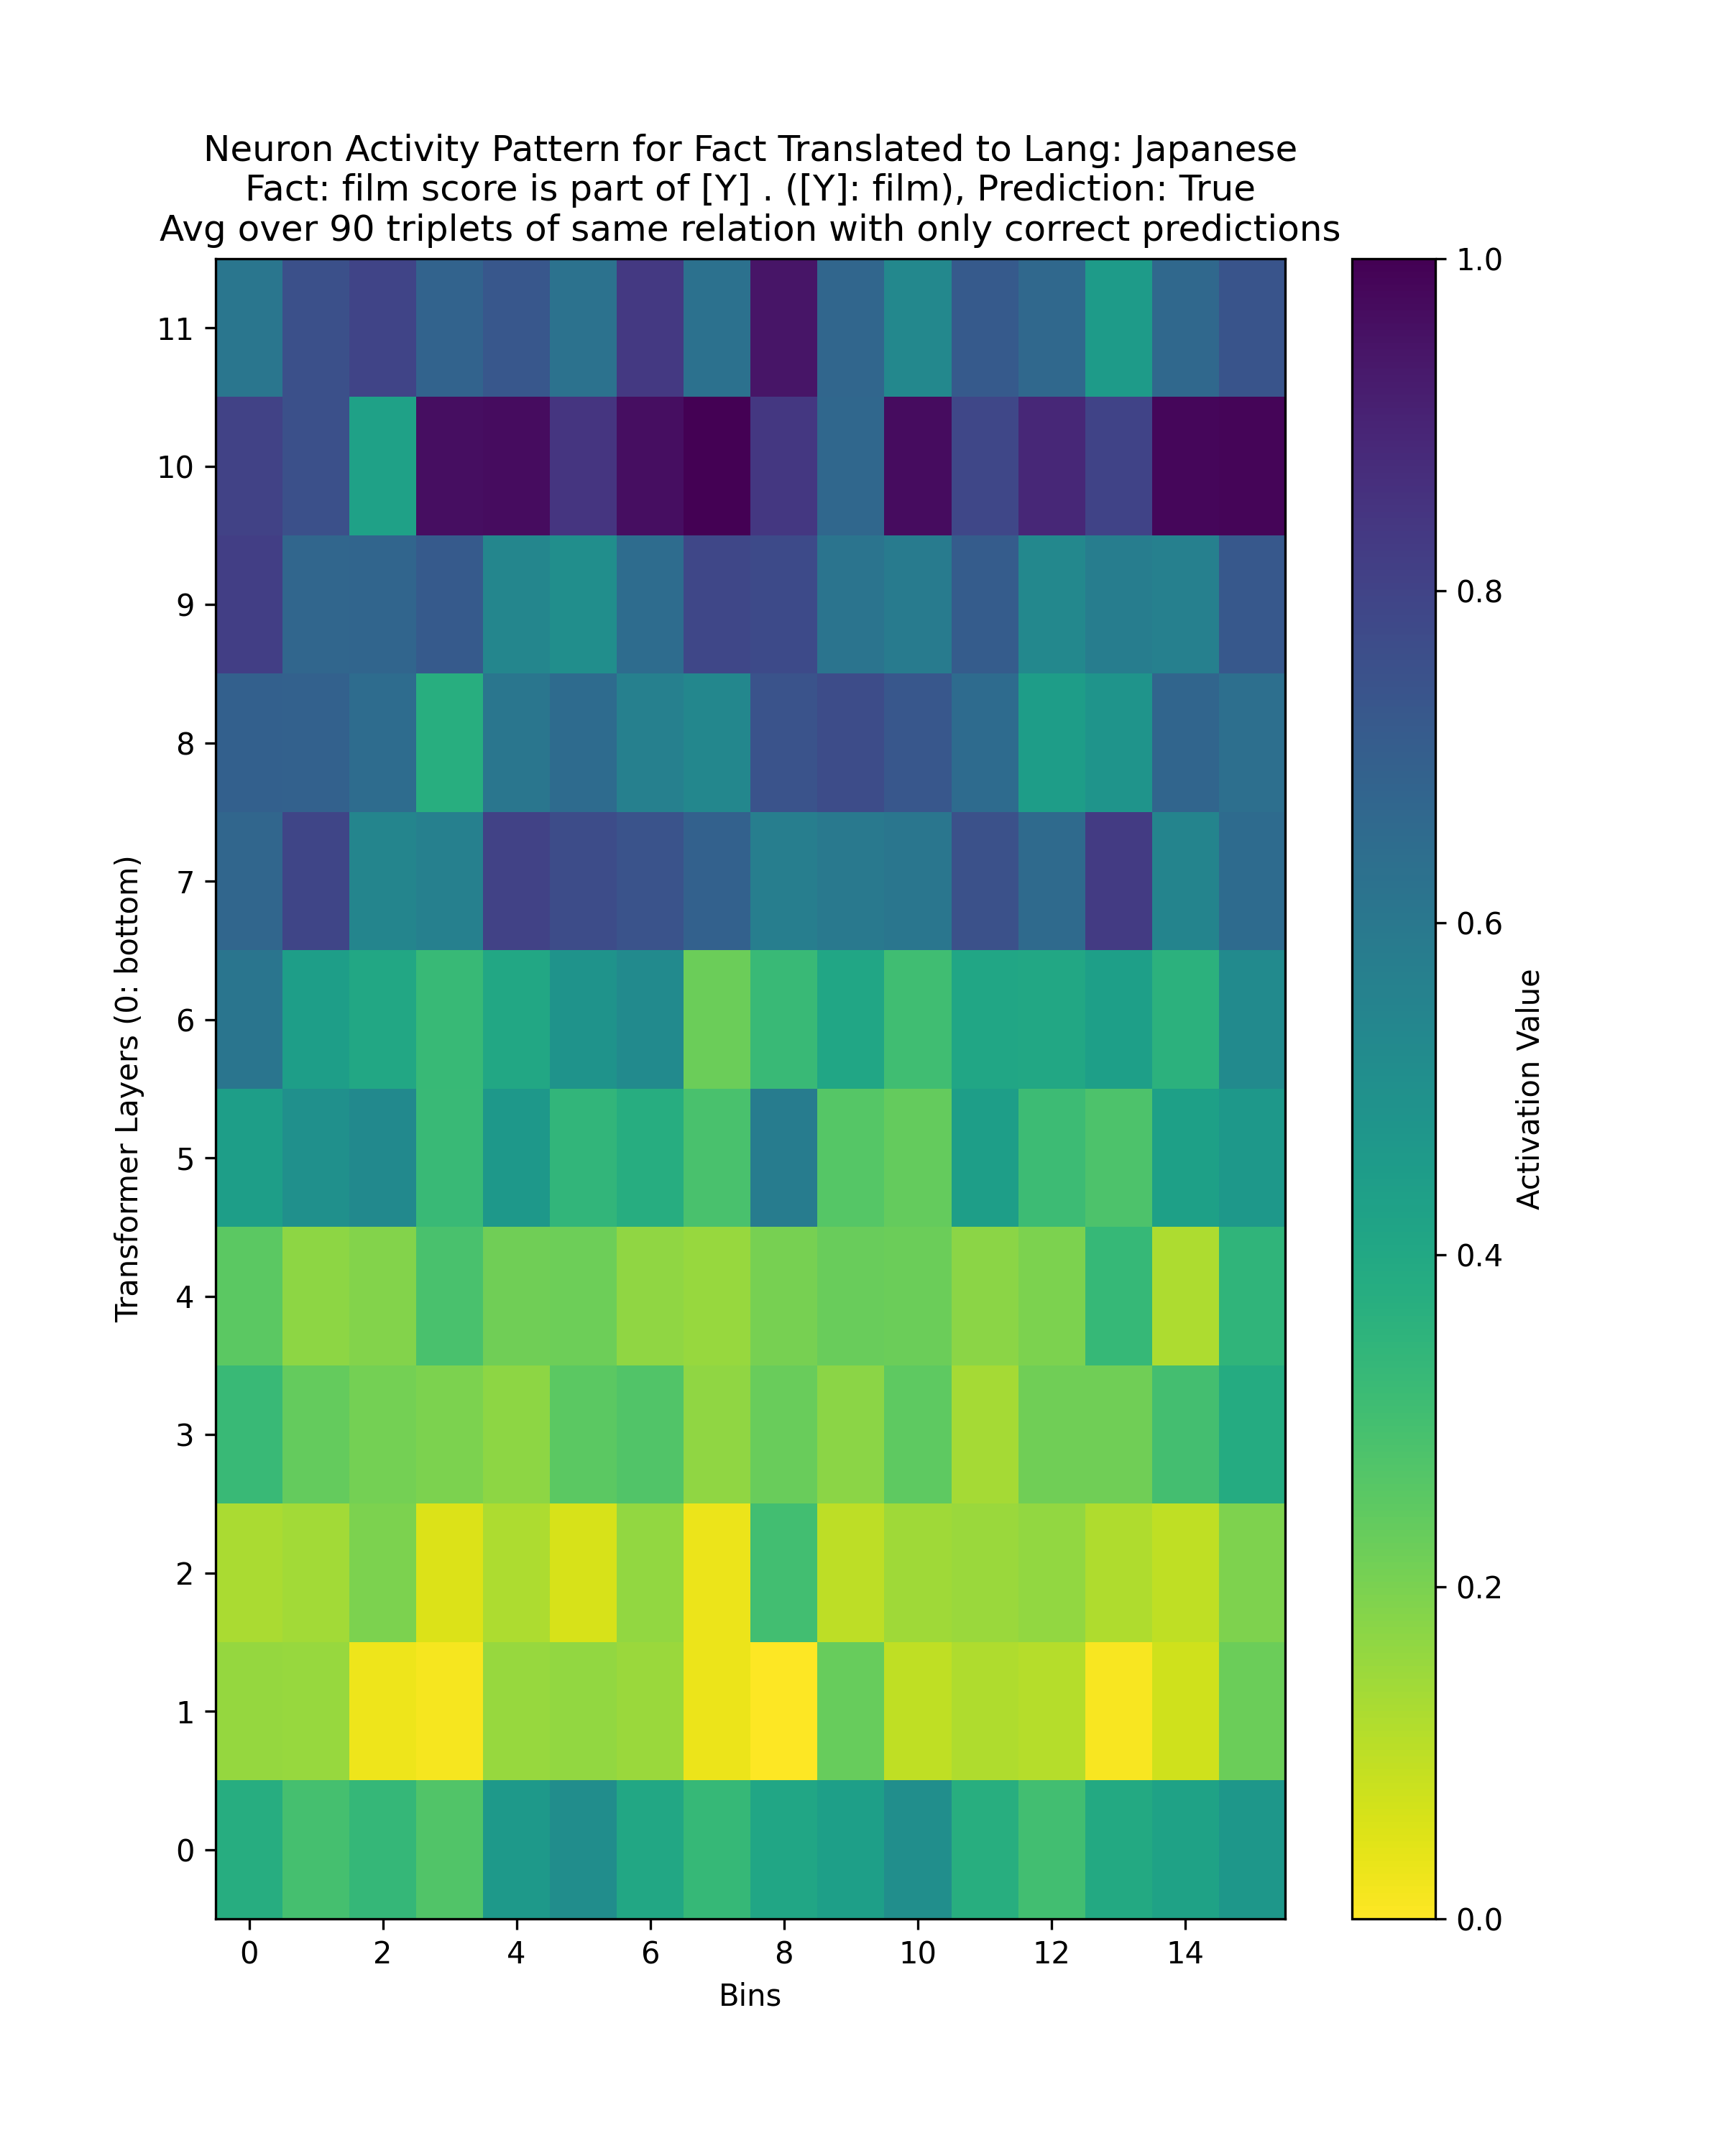 Neuron Activity Pattern for Fact Translated to Lang: Japanese
Fact: film score is part of [Y] . ([Y]: film), Prediction: True
Avg over 90 triplets of same relation with only correct predictions
11
10
9
8
7
6
5
4
3
2
1
0
Transformer Layers (0: bottom)
0 2 4 6 8 10 12 14
Bins
1.0
0.8
0.6
0.4
0.2
0.0
Activation Value